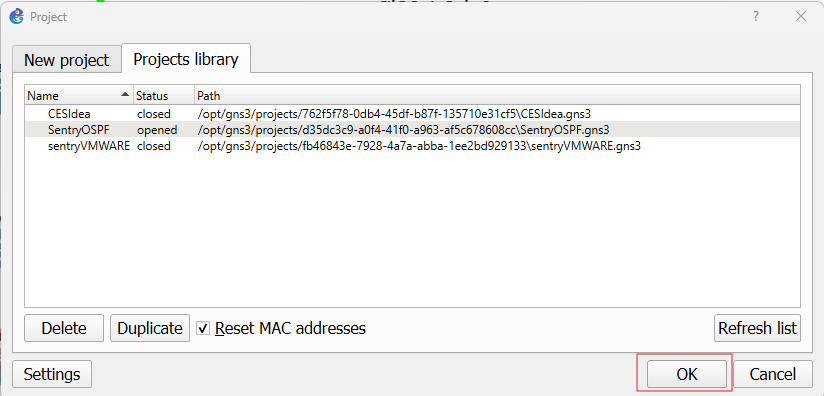 Project
?
New project
Projects library
Name Status Path
CESIdea closed /opt/gns3/projects/762f5f78-0db4-45df-b87f-135710e31cf5\CESIdea.gns3
SentryOSPF opened /opt/gns3/projects/d35dc3c9-a0f4-41f0-a963-af5c678608cc\SentryOSPF.gns3
sentryVMWARE closed /opt/gns3/projects/fb46843e-7928-4a7a-abba-1ee2bd929133\sentryVMWARE.gns3
Delete Duplicate Reset MAC addresses Refresh list
Settings OK Cancel